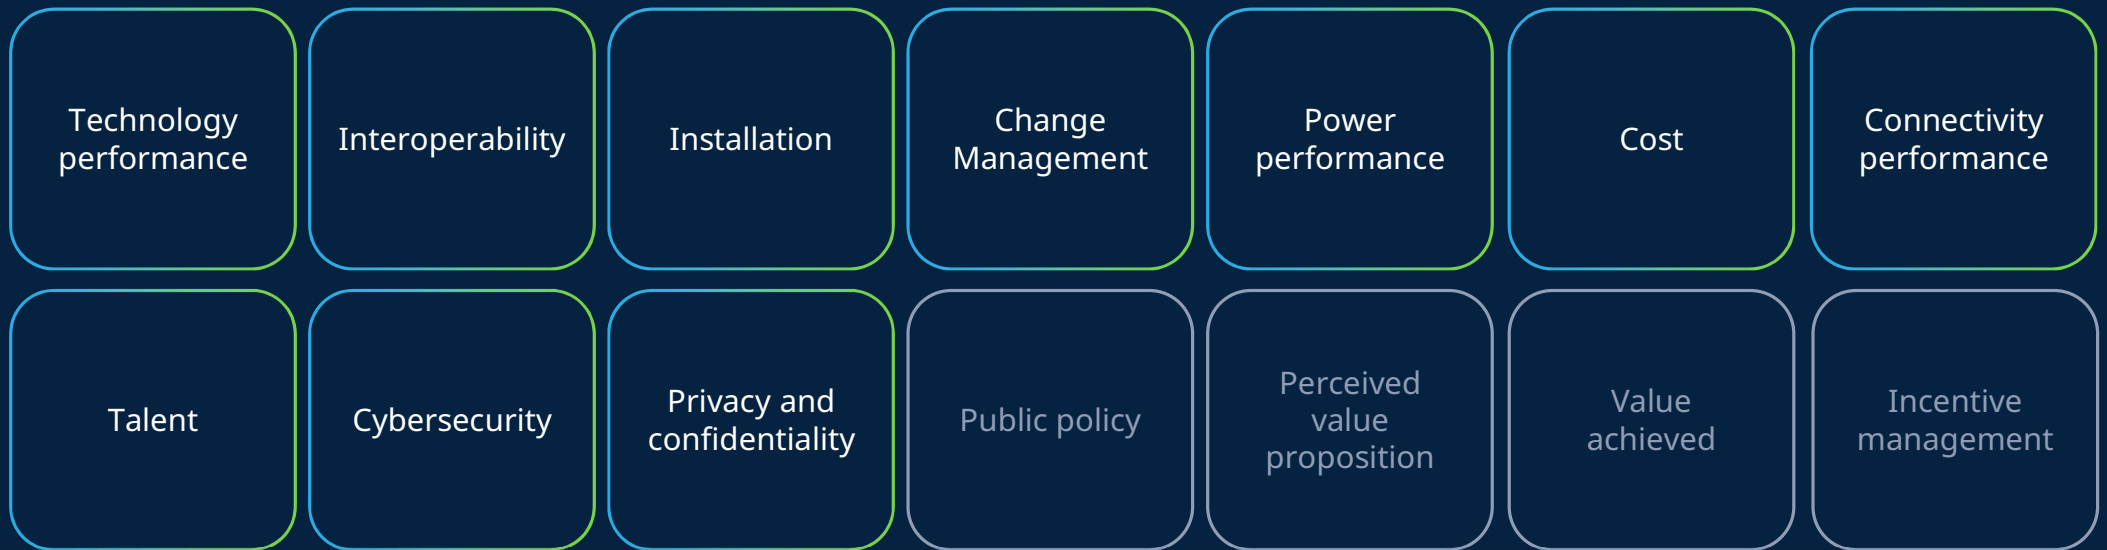 Technology
performance
Interoperability
Installation
Change
Management
Power
performance
Cost
Connectivity
performance
Talent
Cybersecurity
Privacy and
confidentiality
Public policy
Perceived
value
proposition
Value
achieved
Incentive
management